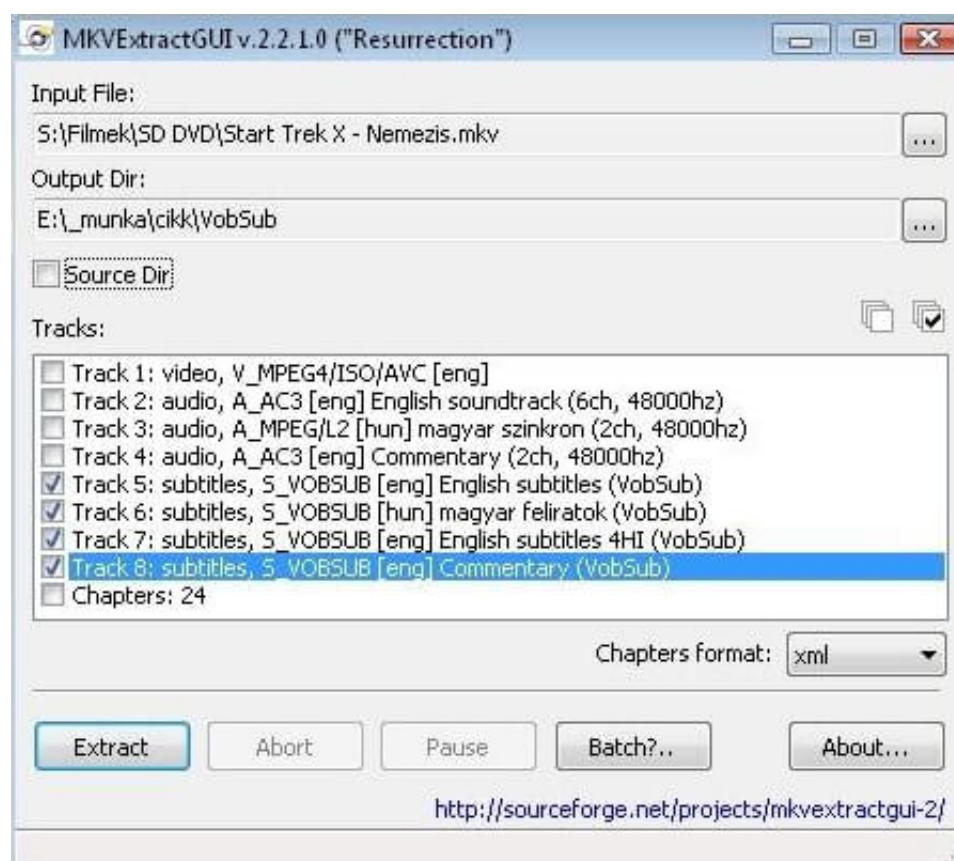 MKVExtractGUI v.2.2.1.0 ("Resurrection")
Input File:
S:\Filmek\SD DVD\Start Trek X - Nemezis.mkv
...
Output Dir:
E:\_munka\cikk\VobSub
...
Source Dir
Tracks:
Track 1: video, V_MPEG4/ISO/AVC [eng]
Track 2: audio, A_AC3 [eng] English soundtrack (6ch, 48000hz)
Track 3: audio, A_MPEG/L2 [hun] magyar szinkron (2ch, 48000hz)
Track 4: audio, A_AC3 [eng] Commentary (2ch, 48000hz)
Track 5: subtitles, S_VOBSUB [eng] English subtitles (VobSub)
Track 6: subtitles, S_VOBSUB [hun] magyar feliratok (VobSub)
Track 7: subtitles, S_VOBSUB [eng] English subtitles 4HI (VobSub)
Track 8: subtitles, S_VOBSUB [eng] Commentary (VobSub)
Chapters: 24
Chapters format: xml
Extract Abort Pause Batch?.. About...
http://sourceforge.net/projects/mkvextractgui-2/